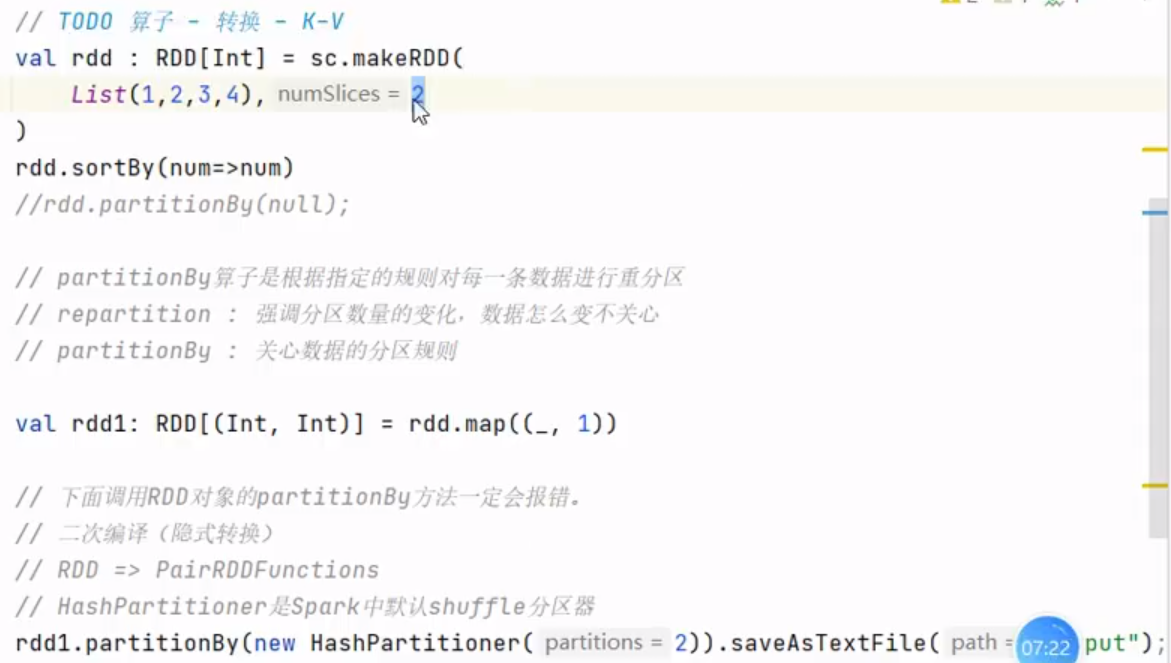 // TODO 算子 - 转换 - K-V
val rdd : RDD[Int] = sc.makeRDD(
List(1,2,3,4), numSlices = 2
)
rdd.sortBy(num=>num)
//rdd.partitionBy(null);
// partitionBy算子是根据指定的规则对每一条数据进行重分区
// repartition : 强调分区数量的变化，数据怎么变不关心
// partitionBy : 关心数据的分区规则
val rdd1: RDD[(Int, Int)] = rdd.map((_, 1))
// 下面调用RDD对象的partitionBy方法一定会报错。
// 二次编译（隐式转换）
// RDD => PairRDDFunctions
// HashPartitioner是Spark中默认shuffle分区器
rdd1.partitionBy(new HashPartitioner( partitions = 2)).saveAsTextFile( path = put");
07:22